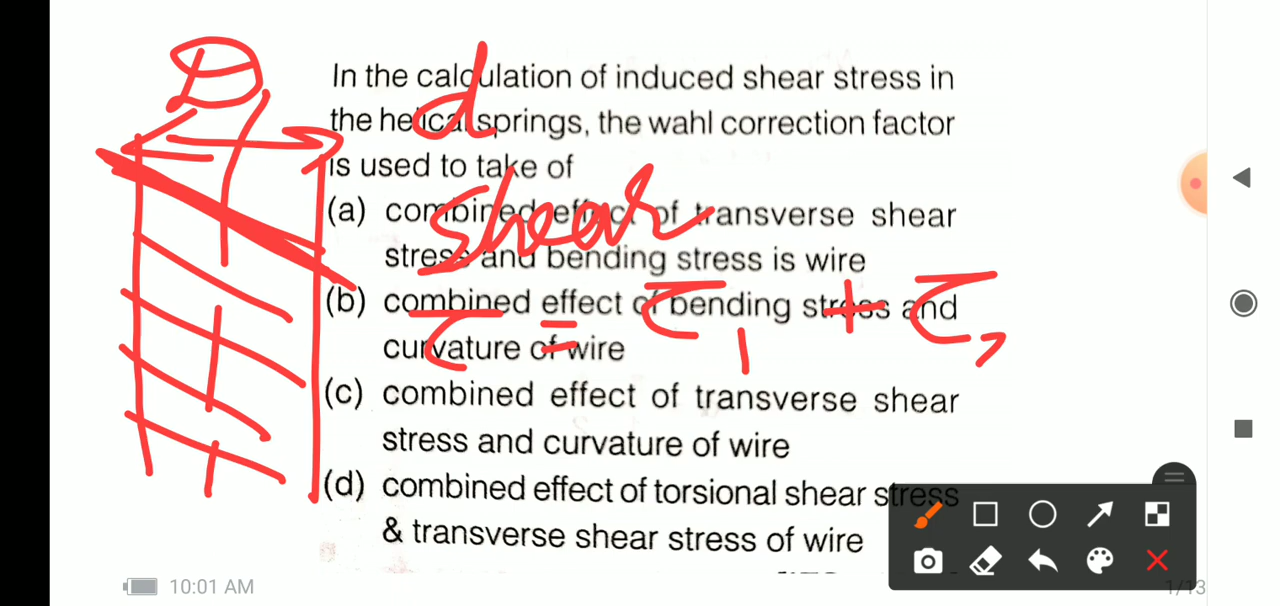 D
d
In the calculation of induced shear stress in
the helical springs, the wahl correction factor
is used to take of
(a) combined effect of transverse shear
stress and bending stress is wire
shear
(b) combined effect of bending stress and
curvature of wire
τ = τ1 + τ2
(c) combined effect of transverse shear
stress and curvature of wire
(d) combined effect of torsional shear stress
& transverse shear stress of wire
10:01 AM
1/13